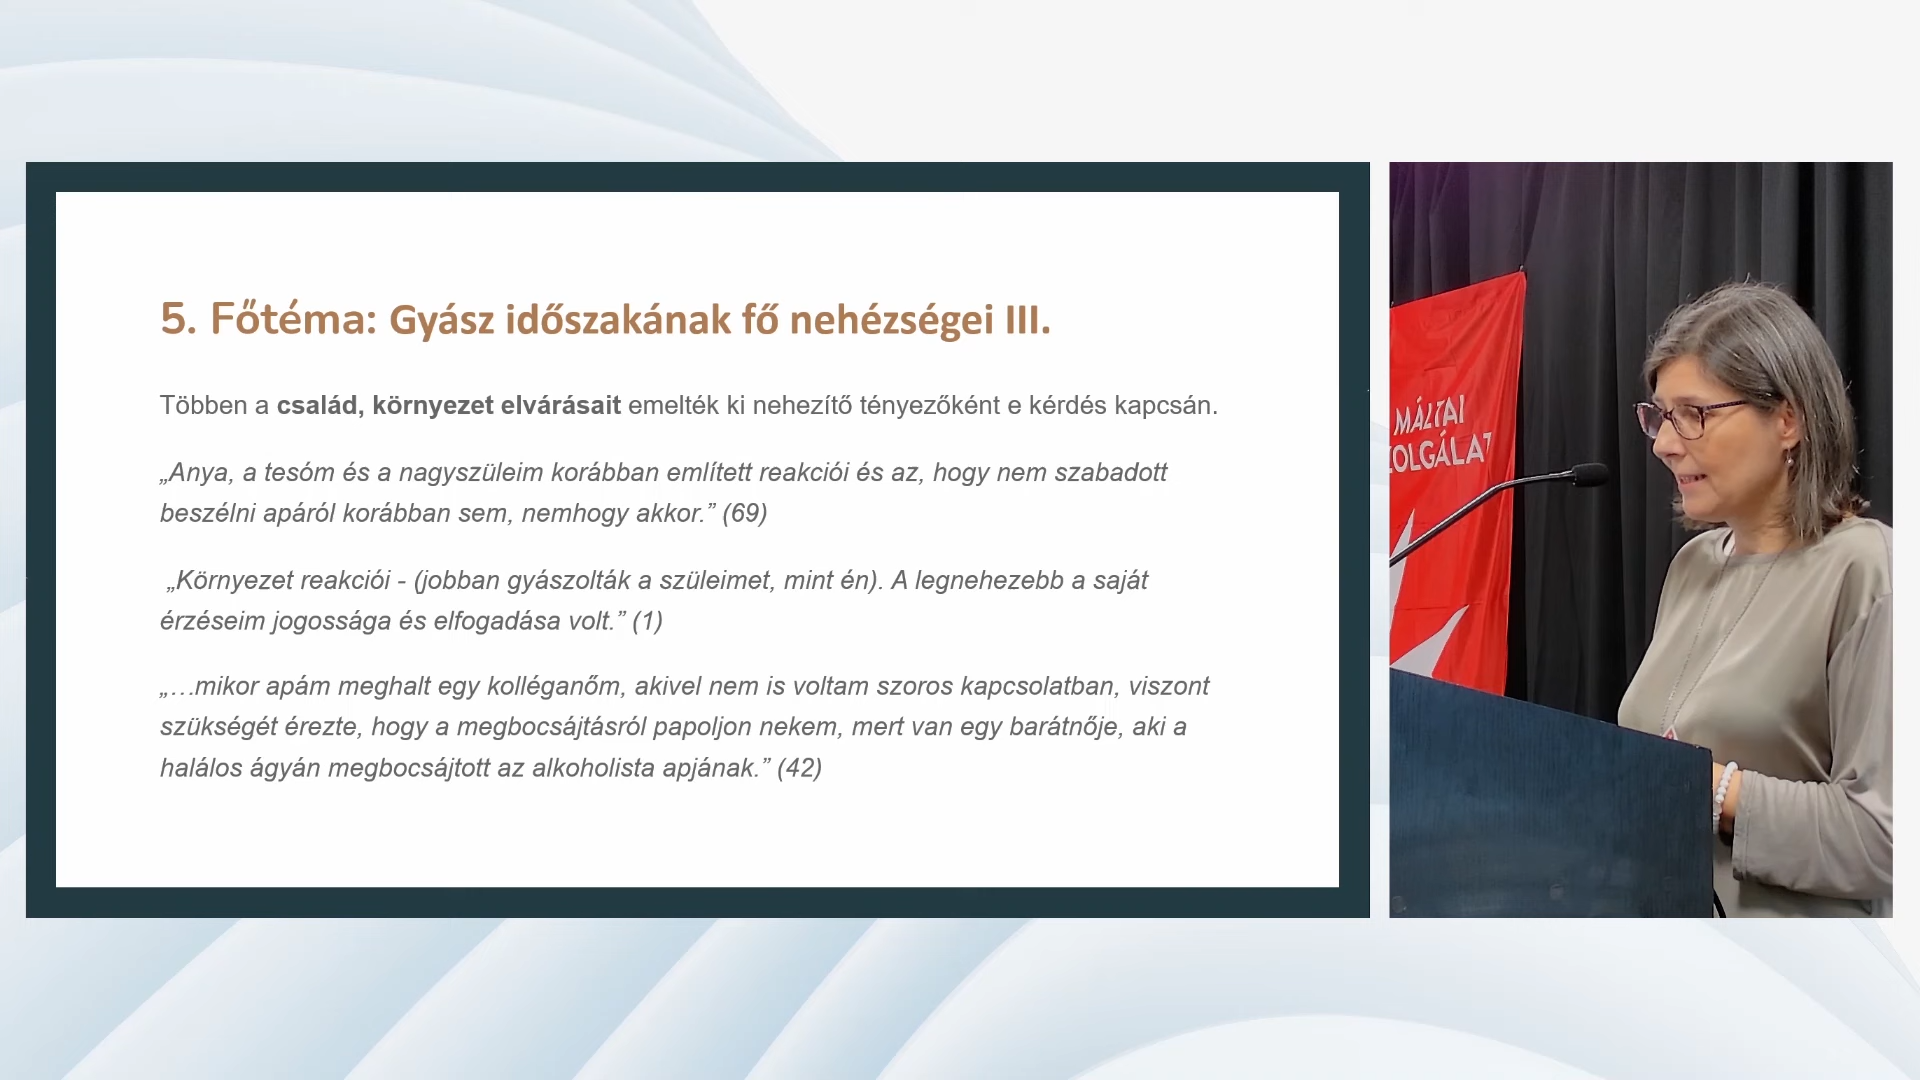 5. Főtéma: Gyász időszakának fő nehézségei III.
Többen a család, környezet elvárásait emelték ki nehezítő tényezőként e kérdés kapcsán.
„Anya, a tesóm és a nagyszüleim korábban említett reakciói és az, hogy nem szabadott
beszélni apáról korábban sem, nemhogy akkor.” (69)
„Környezet reakciói - (jobban gyászolták a szüleimet, mint én). A legnehezebb a saját
érzéseim jogossága és elfogadása volt.” (1)
„…mikor apám meghalt egy kolléganőm, akivel nem is voltam szoros kapcsolatban, viszont
szükségét érezte, hogy a megbocsájtásról papoljon nekem, mert van egy barátnője, aki a
halálos ágyán megbocsájtott az alkoholista apjának.” (42)
MÁLTAI
ZOLGÁLAT